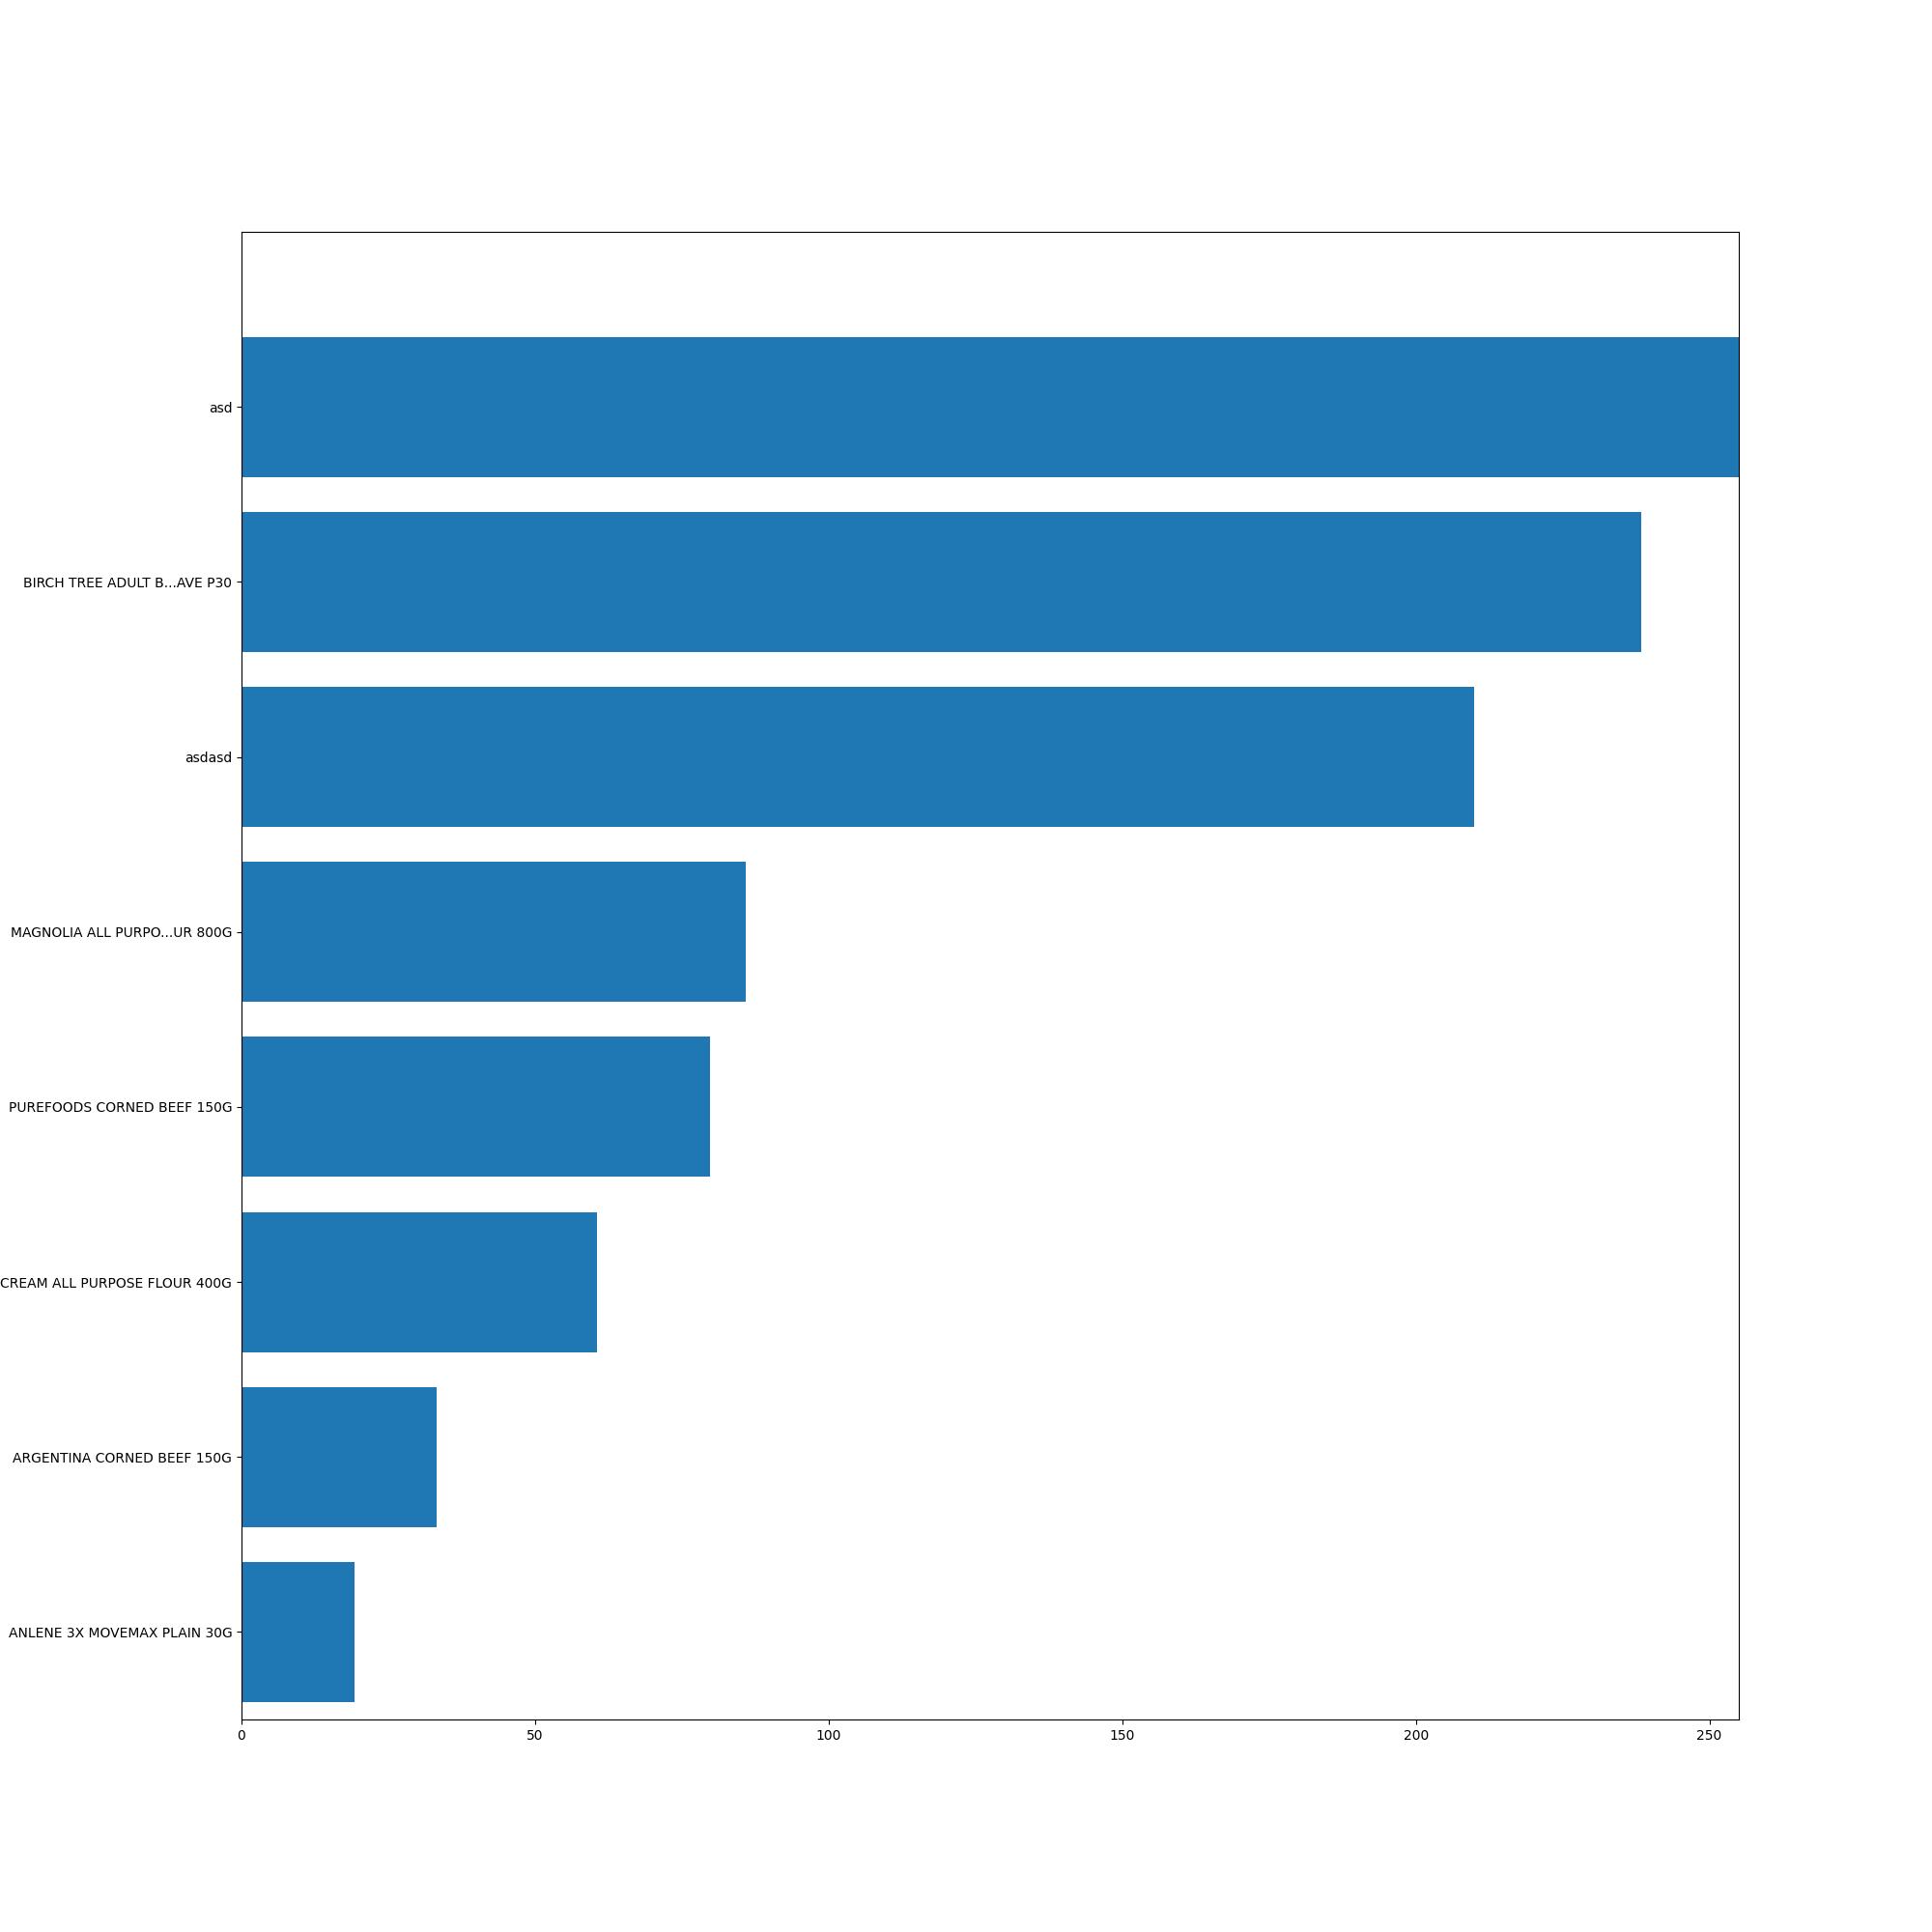 asd
BIRCH TREE ADULT B...AVE P30
asdasd
MAGNOLIA ALL PURPO...UR 800G
PUREFOODS CORNED BEEF 150G
CREAM ALL PURPOSE FLOUR 400G
ARGENTINA CORNED BEEF 150G
ANLENE 3X MOVEMAX PLAIN 30G
0 50 100 150 200 250